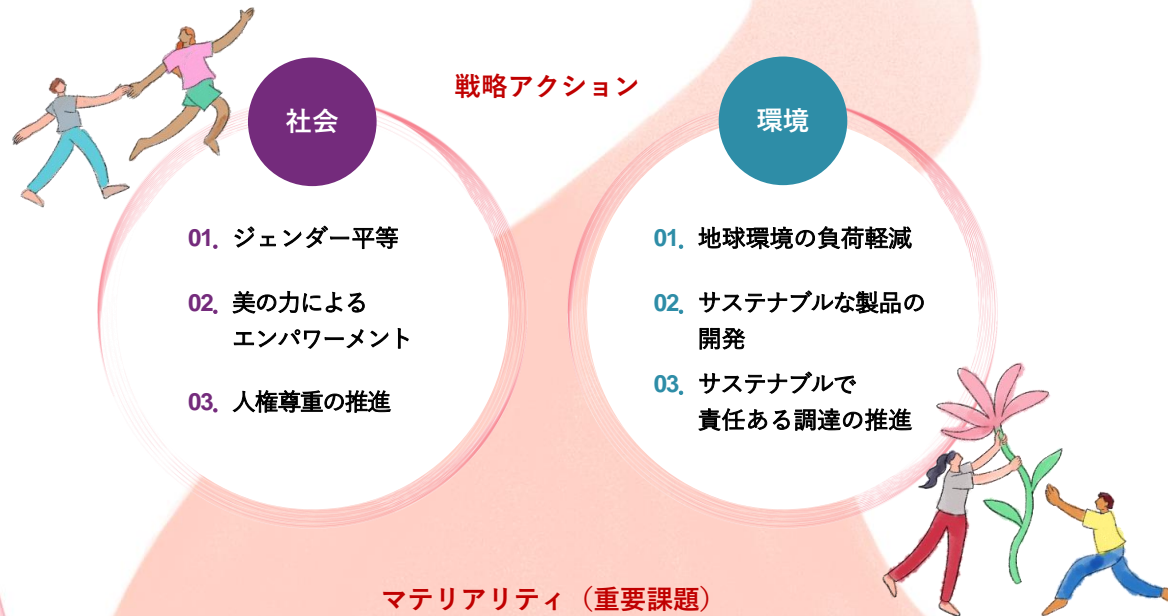 戦略アクション
社会
01. ジェンダー平等
02. 美の力による
エンパワーメント
03. 人権尊重の推進
環境
01. 地球環境の負荷軽減
02. サステナブルな製品の
開発
03. サステナブルで
責任ある調達の推進
マテリアリティ（重要課題）